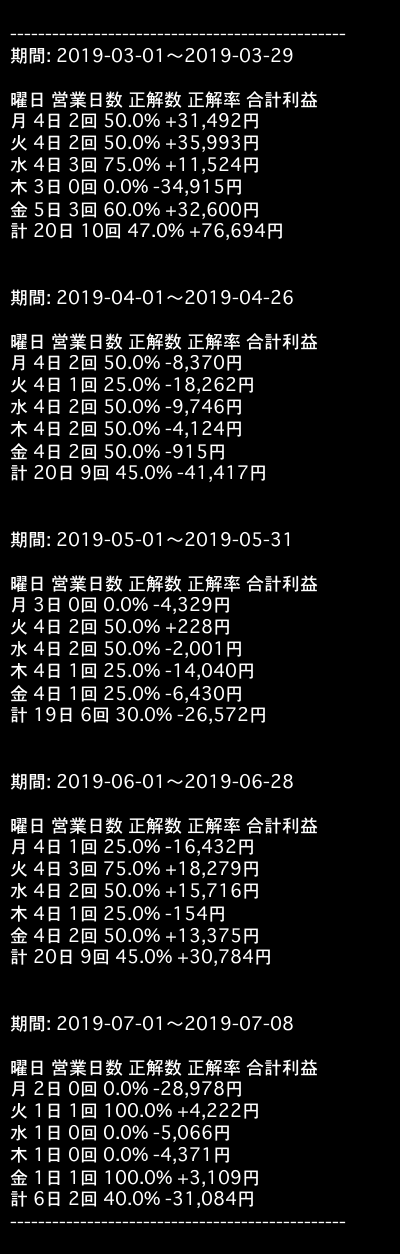 ------------------------------------------------
期間: 2019-03-01〜2019-03-29
曜日 営業日数 正解数 正解率 合計利益
月 4日 2回 50.0% +31,492円
火 4日 2回 50.0% +35,993円
水 4日 3回 75.0% +11,524円
木 3日 0回 0.0% -34,915円
金 5日 3回 60.0% +32,600円
計 20日 10回 47.0% +76,694円
期間: 2019-04-01〜2019-04-26
曜日 営業日数 正解数 正解率 合計利益
月 4日 2回 50.0% -8,370円
火 4日 1回 25.0% -18,262円
水 4日 2回 50.0% -9,746円
木 4日 2回 50.0% -4,124円
金 4日 2回 50.0% -915円
計 20日 9回 45.0% -41,417円
期間: 2019-05-01〜2019-05-31
曜日 営業日数 正解数 正解率 合計利益
月 3日 0回 0.0% -4,329円
火 4日 2回 50.0% +228円
水 4日 2回 50.0% -2,001円
木 4日 1回 25.0% -14,040円
金 4日 1回 25.0% -6,430円
計 19日 6回 30.0% -26,572円
期間: 2019-06-01〜2019-06-28
曜日 営業日数 正解数 正解率 合計利益
月 4日 1回 25.0% -16,432円
火 4日 3回 75.0% +18,279円
水 4日 2回 50.0% +15,716円
木 4日 1回 25.0% -154円
金 4日 2回 50.0% +13,375円
計 20日 9回 45.0% +30,784円
期間: 2019-07-01〜2019-07-08
曜日 営業日数 正解数 正解率 合計利益
月 2日 0回 0.0% -28,978円
火 1日 1回 100.0% +4,222円
水 1日 0回 0.0% -5,066円
木 1日 0回 0.0% -4,371円
金 1日 1回 100.0% +3,109円
計 6日 2回 40.0% -31,084円
------------------------------------------------